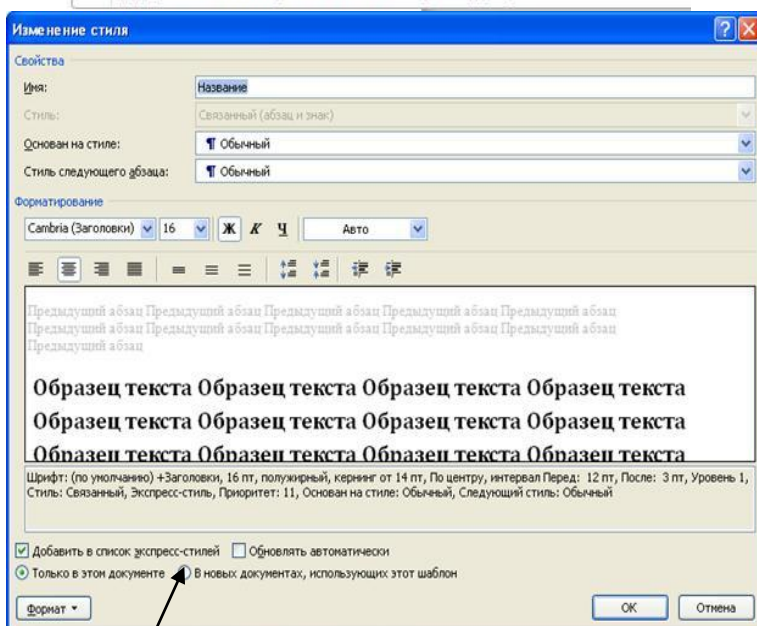 Изменение стиля
Свойства
Имя: Название
Стиль: Связанный (абзац и знак)
Основан на стиле: ¶ Обычный
Стиль следующего абзаца: ¶ Обычный
Форматирование
Cambria (Заголовки) 16 Ж К Ч Авто
Предыдущий абзац Предыдущий абзац Предыдущий абзац Предыдущий абзац Предыдущий абзац
Предыдущий абзац Предыдущий абзац Предыдущий абзац Предыдущий абзац Предыдущий абзац
Предыдущий абзац
Образец текста Образец текста Образец текста Образец текста
Образец текста Образец текста Образец текста Образец текста
Образец текста Образец текста Образец текста Образец текста
Шрифт: (по умолчанию) +Заголовки, 16 пт, полужирный, кернинг от 14 пт, По центру, интервал Перед: 12 пт, После: 3 пт, Уровень 1,
Стиль: Связанный, Экспресс-стиль, Приоритет: 11, Основан на стиле: Обычный, Следующий стиль: Обычный
Добавить в список экспресс-стилей Обновлять автоматически
Только в этом документе В новых документах, использующих этот шаблон
Формат ОК Отмена